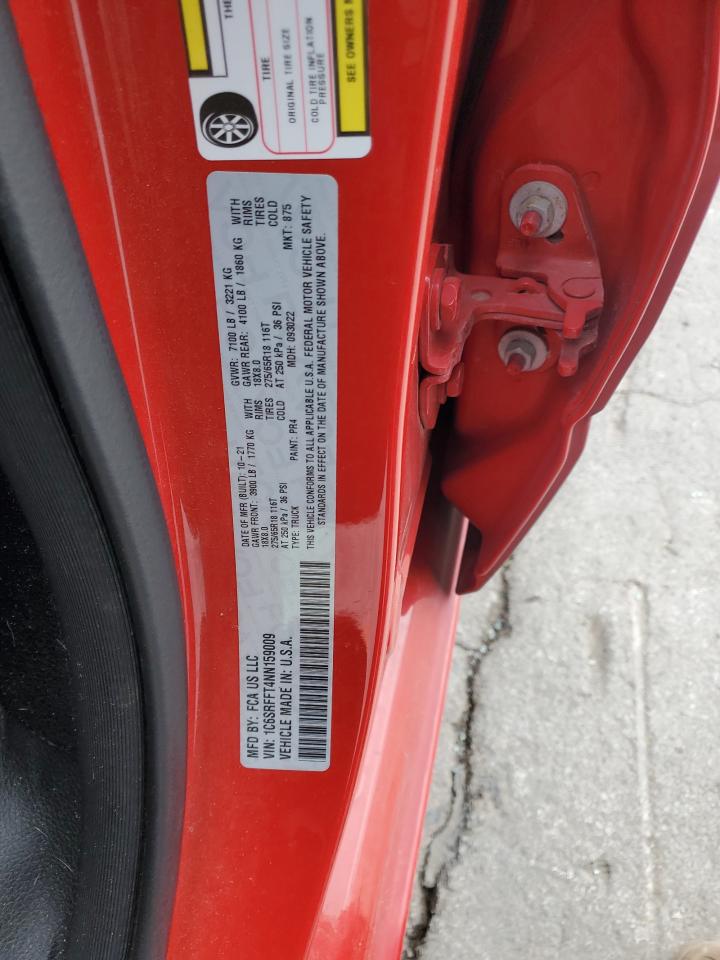 THE
TIRE
ORIGINAL TIRE SIZE
COLD TIRE INFLATION
PRESSURE
SEE OWNERS
MFD BY: FCA US LLC
VIN: 1C6SRFFT4NN159009
VEHICLE MADE IN: U.S.A.
DATE OF MFR (BUILT): 10-21
GAWR FRONT: 3900 LB / 1770 KG WITH
18X8.0 RIMS
275/65R18 116T TIRES
AT 250 kPa / 36 PSI COLD
TYPE: TRUCK PAINT: PR4
GVWR: 7100 LB / 3221 KG
GAWR REAR: 4100 LB / 1860 KG WITH
18X8.0 RIMS
275/65R18 116T TIRES
AT 250 kPa / 36 PSI COLD
MDH: 093022 MKT: 875
THIS VEHICLE CONFORMS TO ALL APPLICABLE U.S.A. FEDERAL MOTOR VEHICLE SAFETY
STANDARDS IN EFFECT ON THE DATE OF MANUFACTURE SHOWN ABOVE.